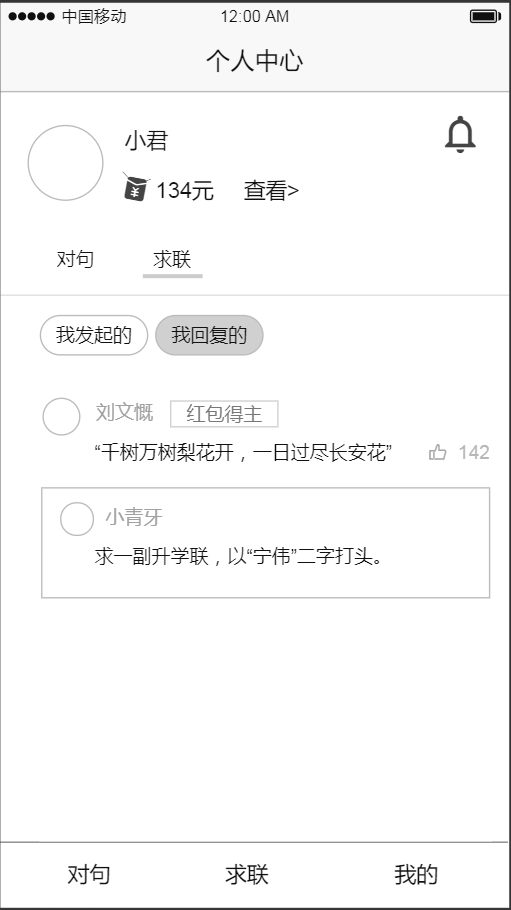 中国移动 12:00 AM
个人中心
小君
¥ 134元 查看>
对句 求联
我发起的 我回复的
刘文慨 红包得主
“千树万树梨花开，一日过尽长安花” 142
小青牙
求一副升学联，以“宁伟”二字打头。
对句 求联 我的